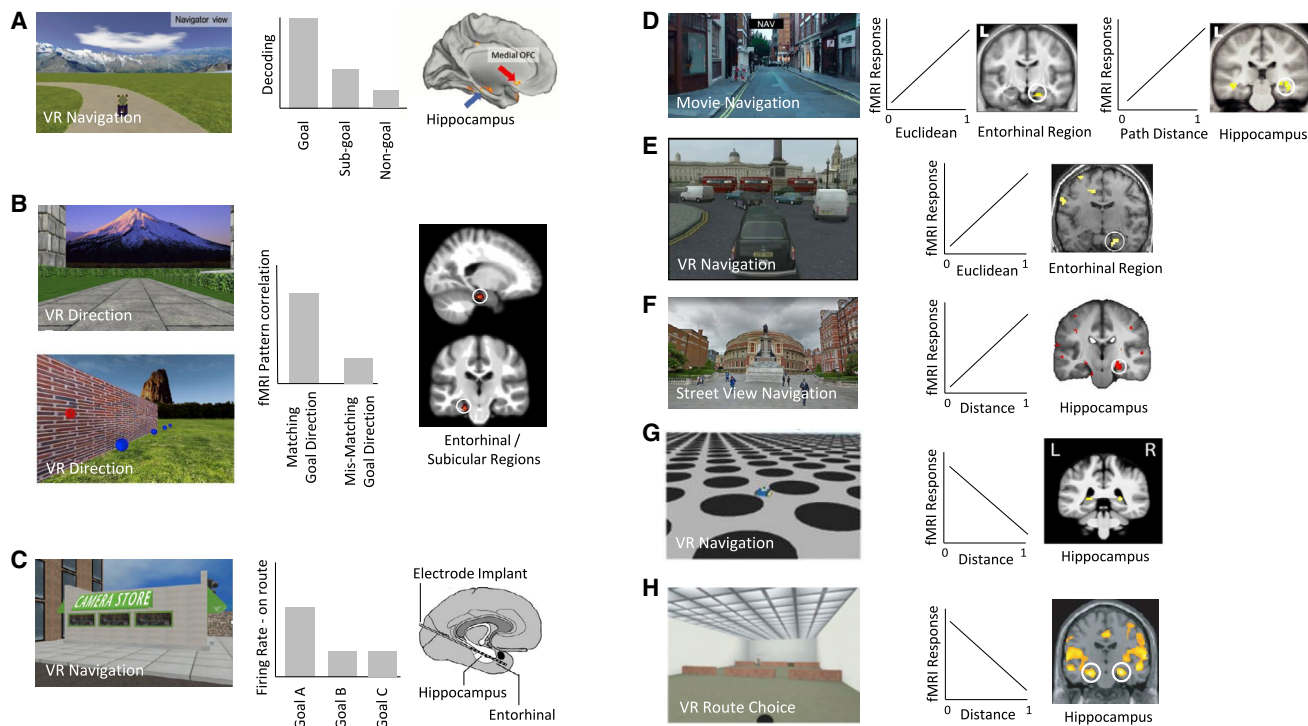 A
Navigator view
VR Navigation
Decoding
Goal
Sub-goal
Non-goal
Medial OFC
Hippocampus
B
VR Direction
VR Direction
fMRI Pattern correlation
Matching
Goal Direction
Mis-Matching
Goal Direction
Entorhinal /
Subicular Regions
C
CAMERA STORE
VR Navigation
Firing Rate - on route
Goal A
Goal B
Goal C
Electrode Implant
Hippocampus
Entorhinal
D
NAV
Movie Navigation
fMRI Response
0 1
Euclidean
L
Entorhinal Region
fMRI Response
0 1
Path Distance
L
Hippocampus
E
VR Navigation
fMRI Response
0 1
Euclidean
Entorhinal Region
F
Street View Navigation
fMRI Response
0 1
Distance
Hippocampus
G
VR Navigation
fMRI Response
0 1
Distance
L R
Hippocampus
H
VR Route Choice
fMRI Response
0 1
Distance
Hippocampus